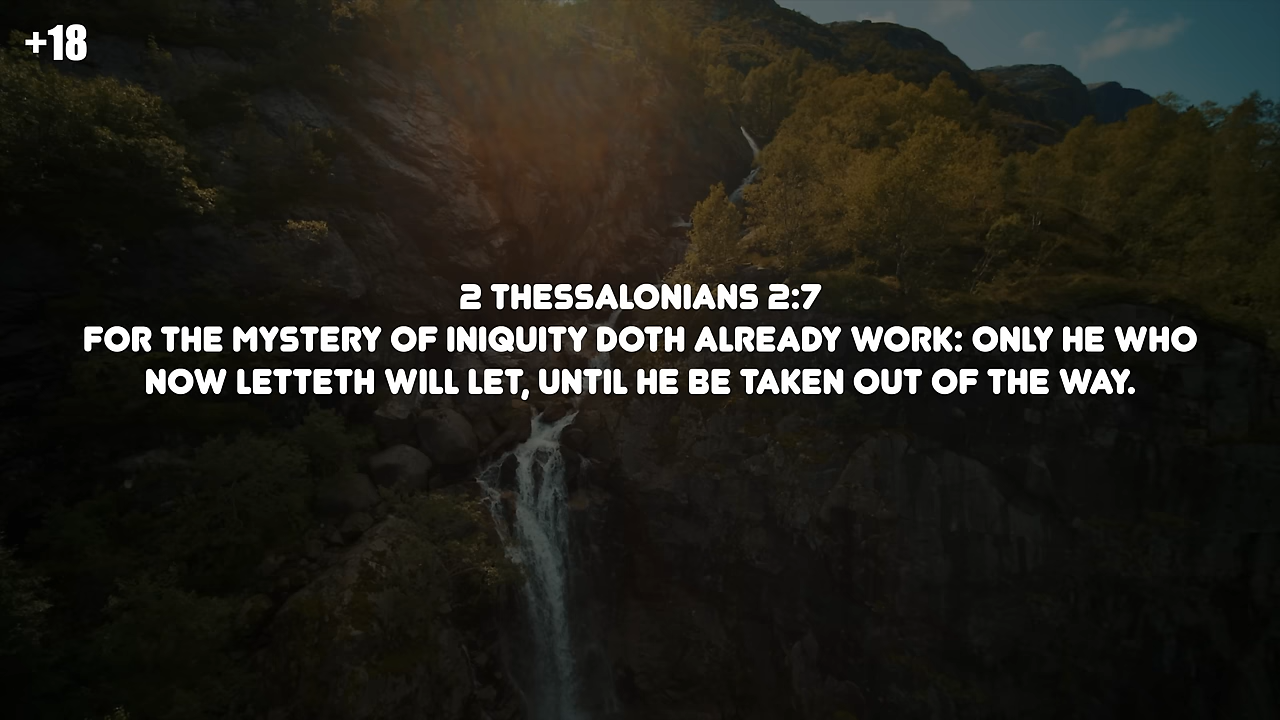 +18
2 THESSALONIANS 2:7
FOR THE MYSTERY OF INIQUITY DOTH ALREADY WORK: ONLY HE WHO
NOW LETTETH WILL LET, UNTIL HE BE TAKEN OUT OF THE WAY.